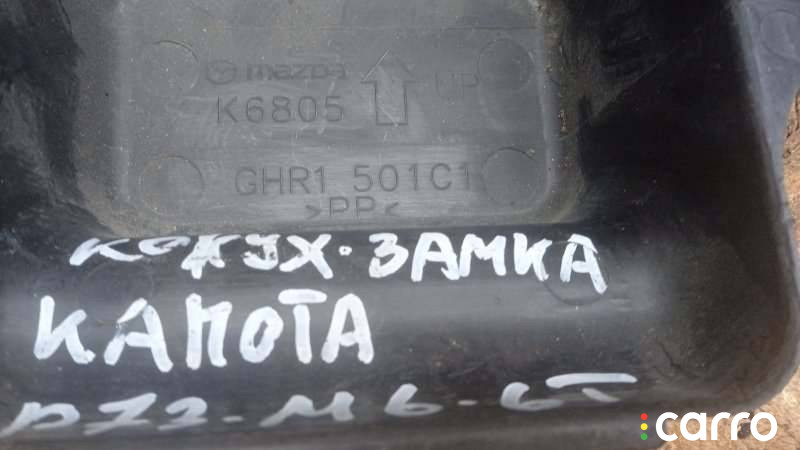 mazda UP
K6805
GHR1 501C1
>PP<
КОЖУХ·ЗАМКА
КАПОТА
carro